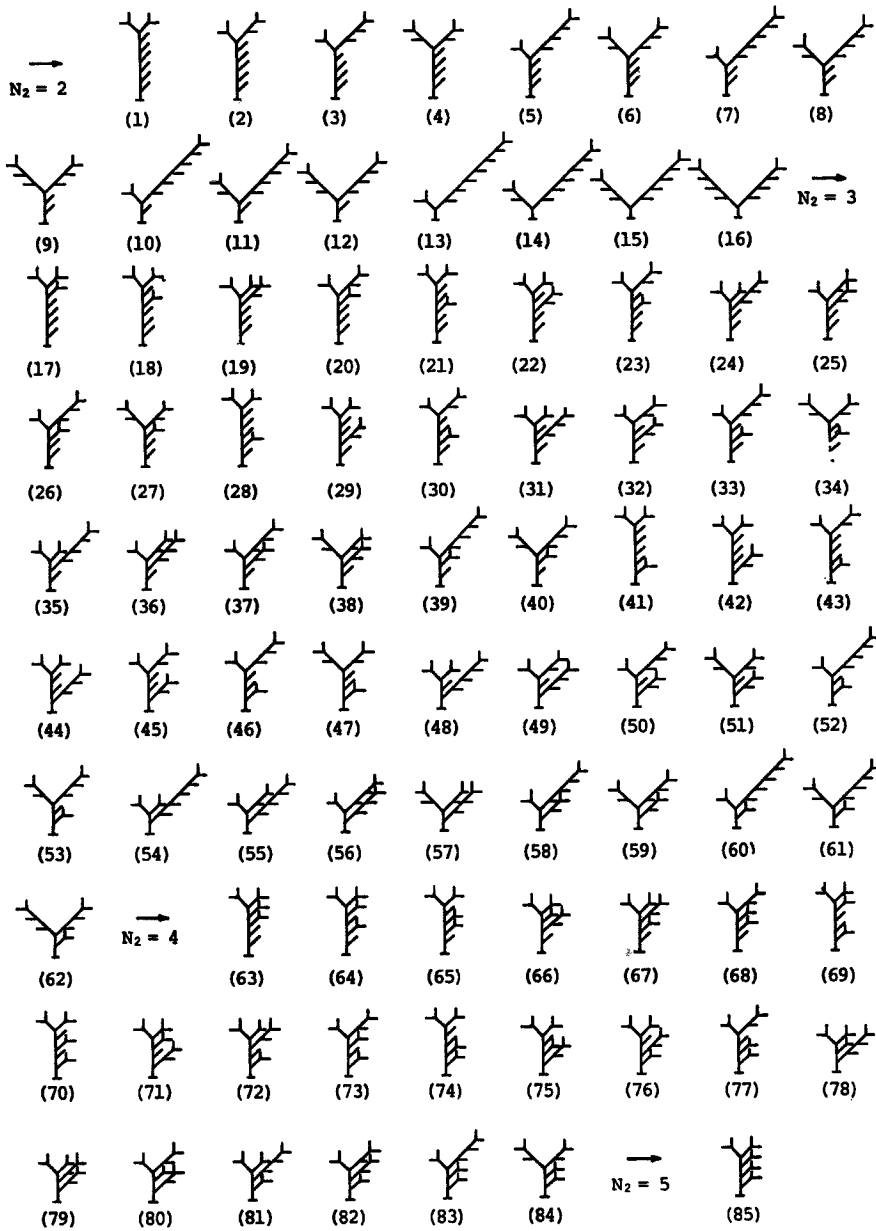 N₂ = 2
(1) (2) (3) (4) (5) (6) (7) (8)
(9) (10) (11) (12) (13) (14) (15) (16) N₂ = 3
(17) (18) (19) (20) (21) (22) (23) (24) (25)
(26) (27) (28) (29) (30) (31) (32) (33) (34)
(35) (36) (37) (38) (39) (40) (41) (42) (43)
(44) (45) (46) (47) (48) (49) (50) (51) (52)
(53) (54) (55) (56) (57) (58) (59) (60) (61)
(62) N₂ = 4 (63) (64) (65) (66) (67) (68) (69)
(70) (71) (72) (73) (74) (75) (76) (77) (78)
(79) (80) (81) (82) (83) (84) N₂ = 5 (85)